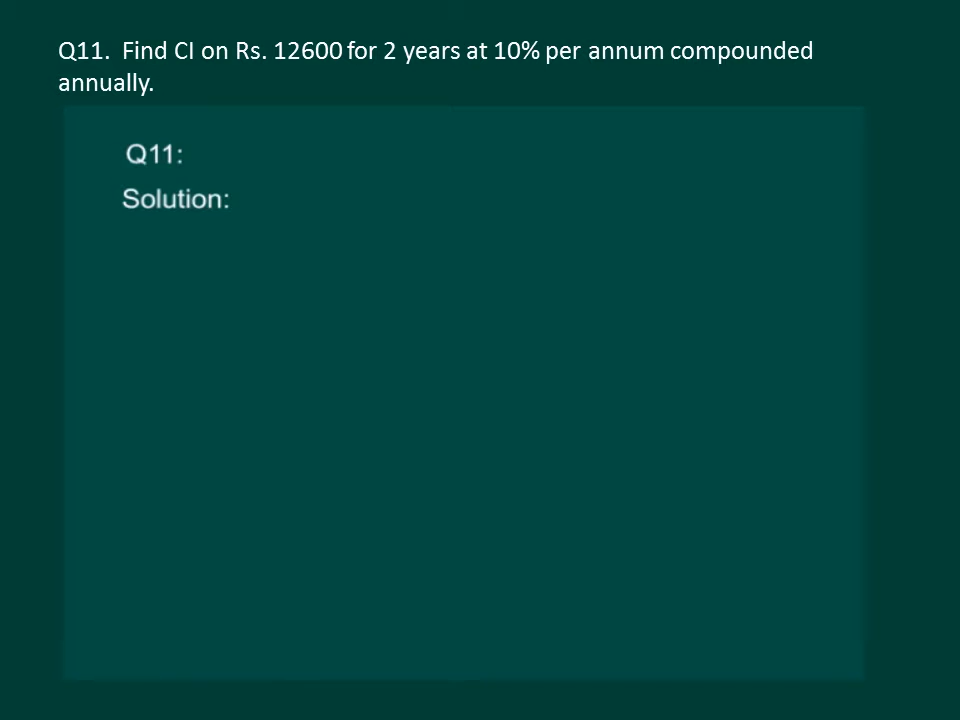 Q11. Find CI on Rs. 12600 for 2 years at 10% per annum compounded
annually.
Q11:
Solution: